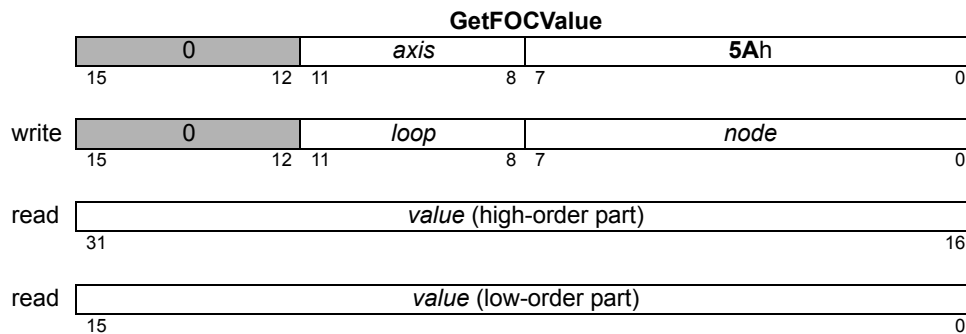 GetFOCValue
0 axis 5Ah
15 12 11 8 7 0
write 0 loop node
15 12 11 8 7 0
read value (high-order part)
31 16
read value (low-order part)
15 0